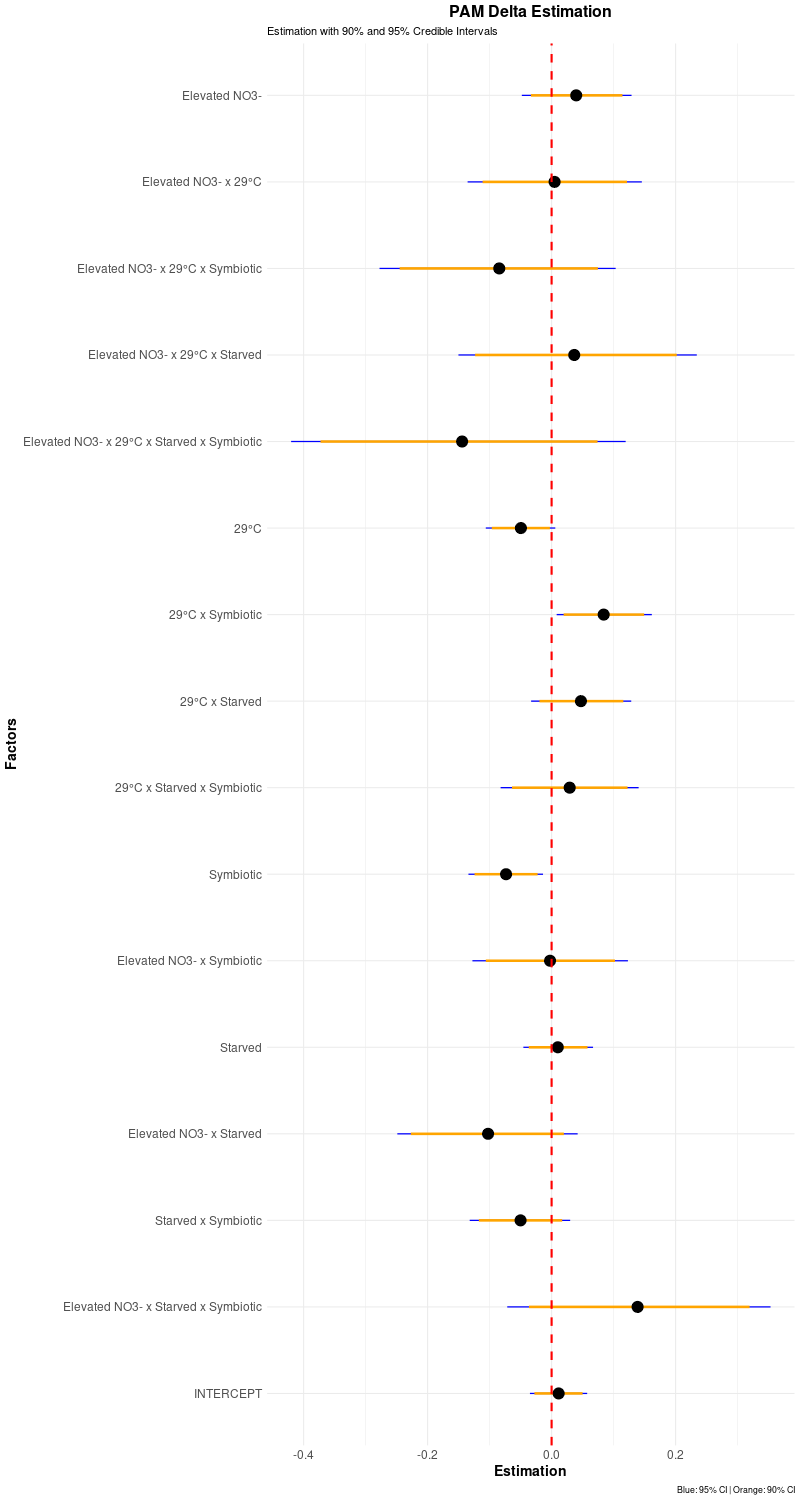 PAM Delta Estimation
Estimation with 90% and 95% Credible Intervals
Factors
Elevated NO3-
Elevated NO3- x 29°C
Elevated NO3- x 29°C x Symbiotic
Elevated NO3- x 29°C x Starved
Elevated NO3- x 29°C x Starved x Symbiotic
29°C
29°C x Symbiotic
29°C x Starved
29°C x Starved x Symbiotic
Symbiotic
Elevated NO3- x Symbiotic
Starved
Elevated NO3- x Starved
Starved x Symbiotic
Elevated NO3- x Starved x Symbiotic
INTERCEPT
-0.4 -0.2 0.0 0.2
Estimation
Blue: 95% CI | Orange: 90% CI